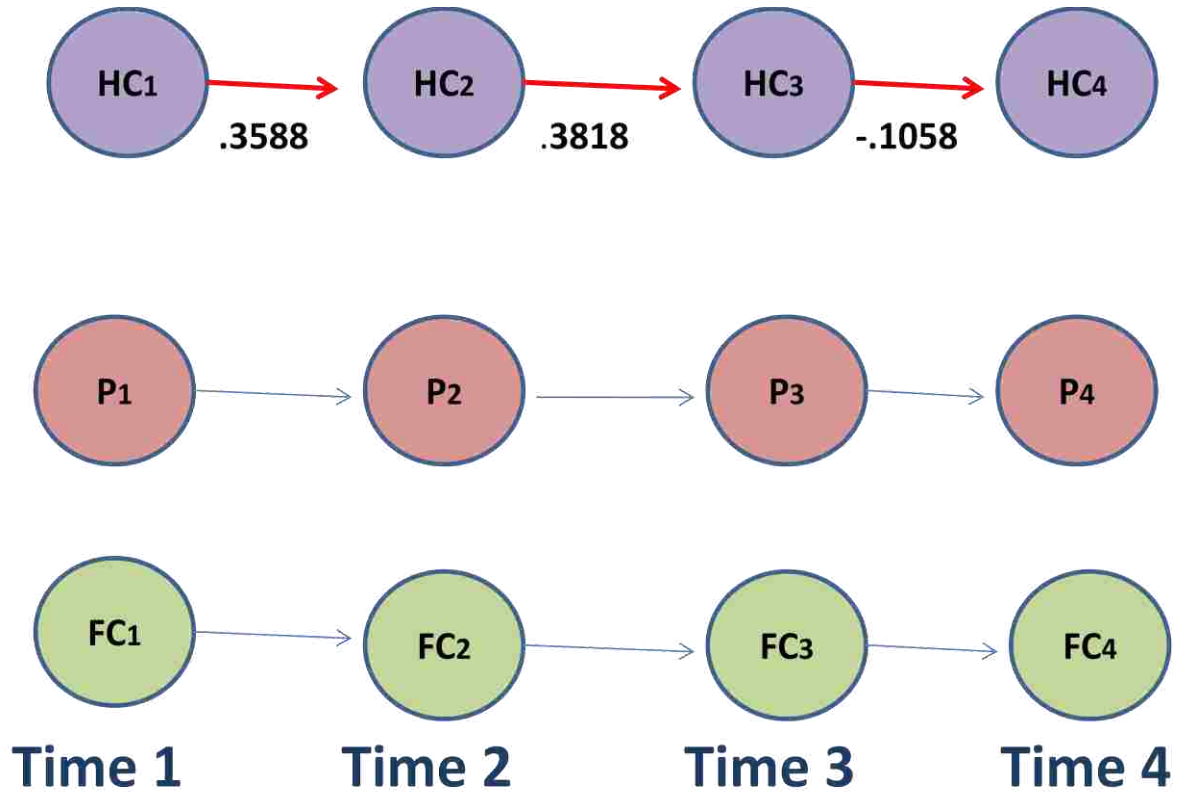 HC1 HC2 HC3 HC4
.3588 .3818 -.1058
P1 P2 P3 P4
FC1 FC2 FC3 FC4
Time 1 Time 2 Time 3 Time 4